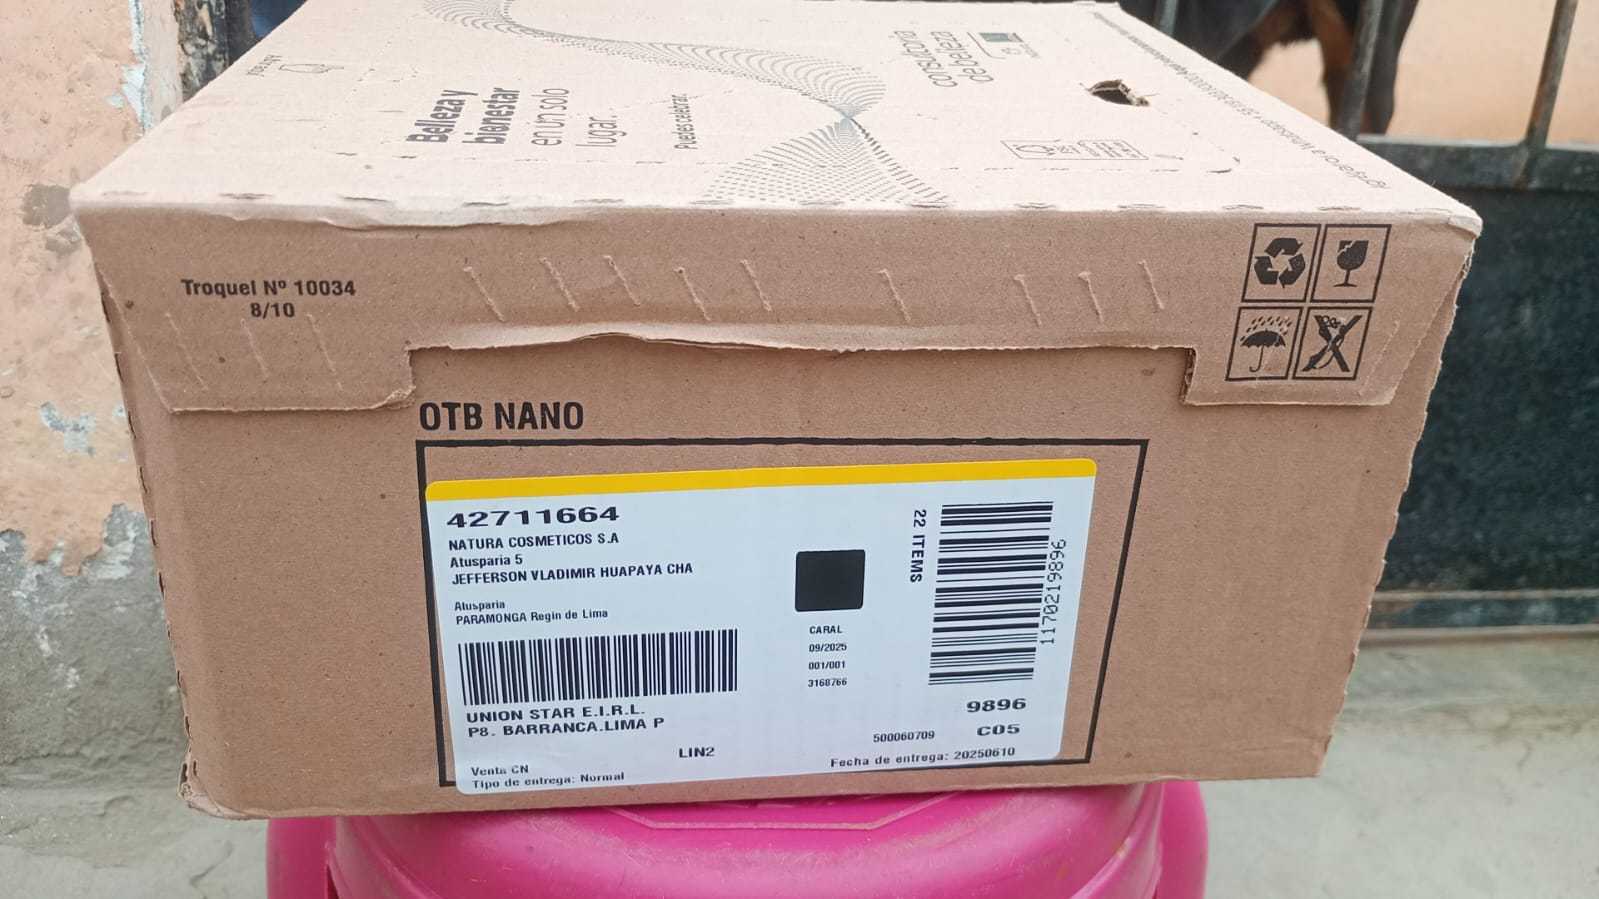 Belleza y
bienestar
en un solo
lugar.
Puedes celebrar.
consultoría
de belleza
natura
Troquel Nº 10034
8/10
OTB NANO
42711664
NATURA COSMETICOS S.A
Atusparia 5
JEFFERSON VLADIMIR HUAPAYA CHA
Atusparia
PARAMONGA Regin de Lima
UNION STAR E.I.R.L.
P8. BARRANCA.LIMA P
LIN2
Venta CN
Tipo de entrega: Normal
CARAL
09/2025
001/001
3168766
22 ITEMS
1170219896
9896
C05
500060709
Fecha de entrega: 20250610